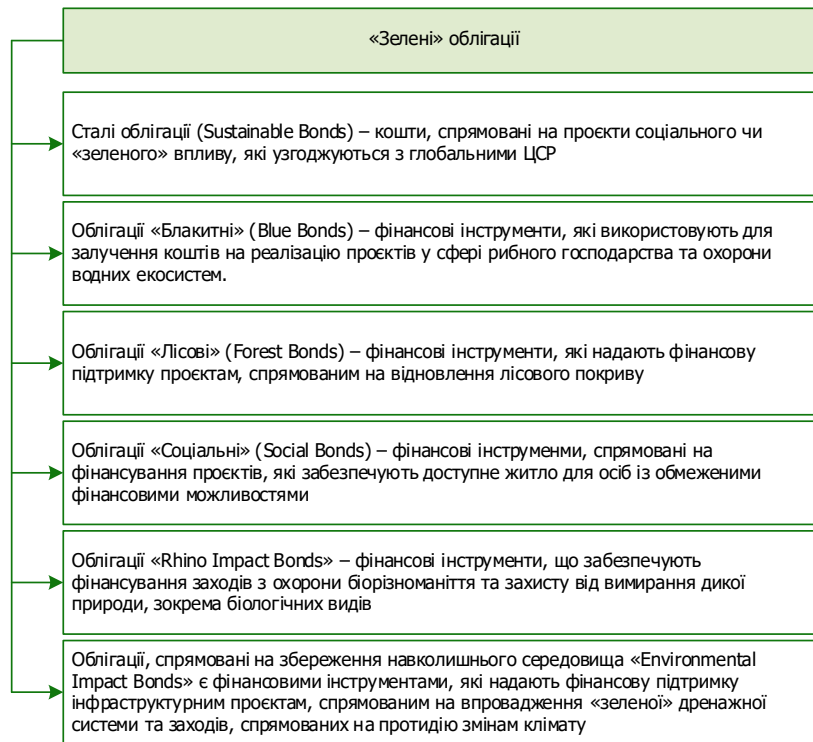 «Зелені» облігації
Сталі облігації (Sustainable Bonds) – кошти, спрямовані на проєкти соціального чи
«зеленого» впливу, які узгоджуються з глобальними ЦСР
Облігації «Блакитні» (Blue Bonds) – фінансові інструменти, які використовують для
залучення коштів на реалізацію проєктів у сфері рибного господарства та охорони
водних екосистем.
Облігації «Лісові» (Forest Bonds) – фінансові інструменти, які надають фінансову
підтримку проєктам, спрямованим на відновлення лісового покриву
Облігації «Соціальні» (Social Bonds) – фінансові інструменми, спрямовані на
фінансування проєктів, які забезпечують доступне житло для осіб із обмеженими
фінансовими можливостями
Облігації «Rhino Impact Bonds» – фінансові інструменти, що забезпечують
фінансування заходів з охорони біорізноманіття та захисту від вимирання дикої
природи, зокрема біологічних видів
Облігації, спрямовані на збереження навколишнього середовища «Environmental
Impact Bonds» є фінансовими інструментами, які надають фінансову підтримку
інфраструктурним проєктам, спрямованим на впровадження «зеленої» дренажної
системи та заходів, спрямованих на протидію змінам клімату